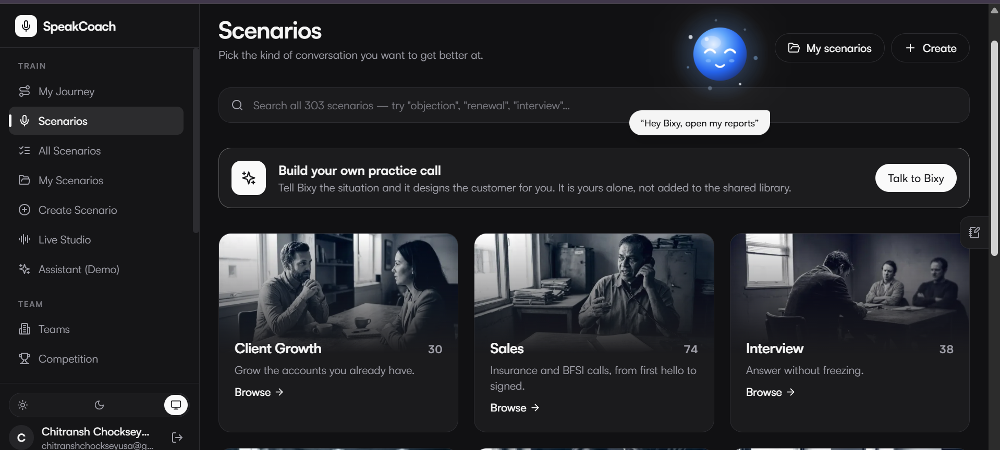 SpeakCoach
TRAIN
My Journey
Scenarios
All Scenarios
My Scenarios
Create Scenario
Live Studio
Assistant (Demo)
TEAM
Teams
Competition
C
Chitransh Chocksey...
chitranshchockseyusa@g...
Scenarios
Pick the kind of conversation you want to get better at.
My scenarios
Create
Search all 303 scenarios — try "objection", "renewal", "interview"...
“Hey Bixy, open my reports”
Build your own practice call
Tell Bixy the situation and it designs the customer for you. It is yours alone, not added to the shared library.
Talk to Bixy
Client Growth 30
Grow the accounts you already have.
Browse →
Sales 74
Insurance and BFSI calls, from first hello to
signed.
Browse →
Interview 38
Answer without freezing.
Browse →